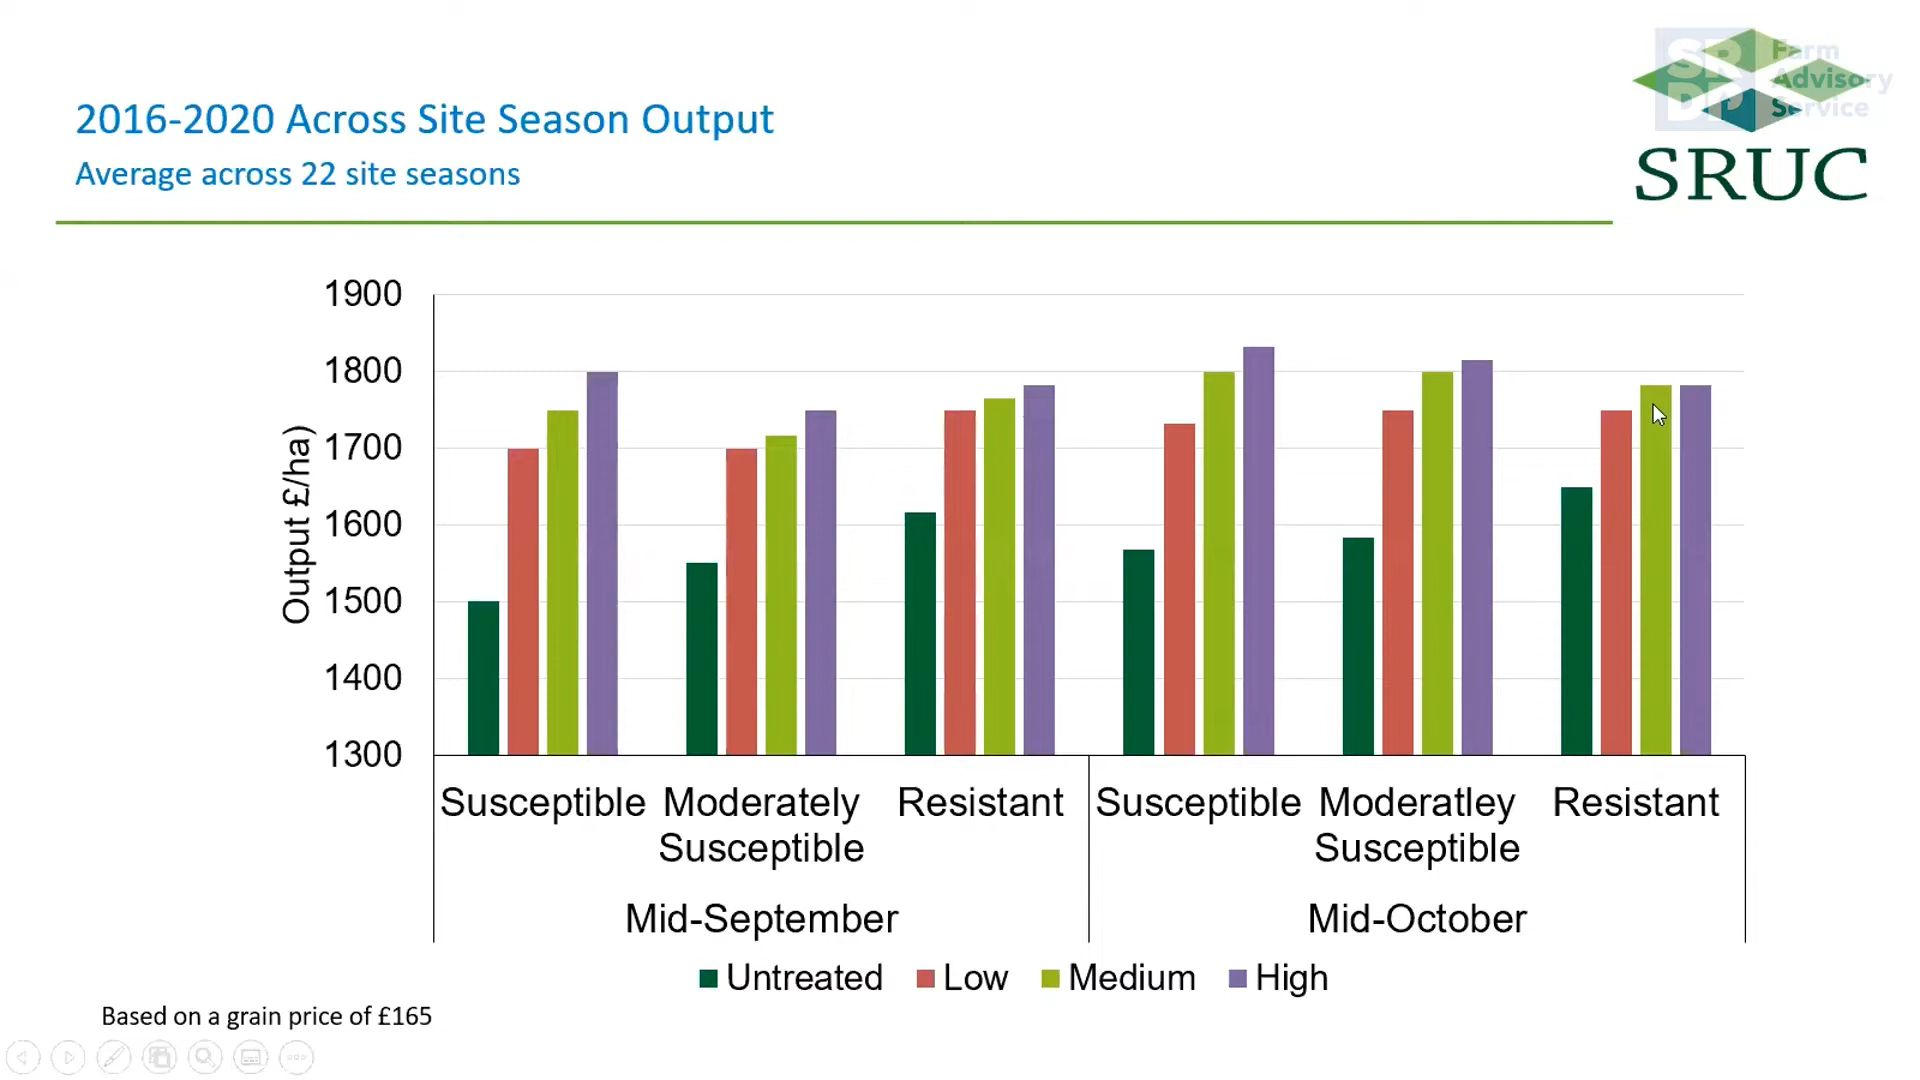 2016-2020 Across Site Season Output
Average across 22 site seasons
SR
DP
Farm
Advisory
Service
SRUC
Output £/ha)
1900
1800
1700
1600
1500
1400
1300
Susceptible
Moderately
Susceptible
Resistant
Susceptible
Moderatley
Susceptible
Resistant
Mid-September
Mid-October
Untreated Low Medium High
Based on a grain price of £165